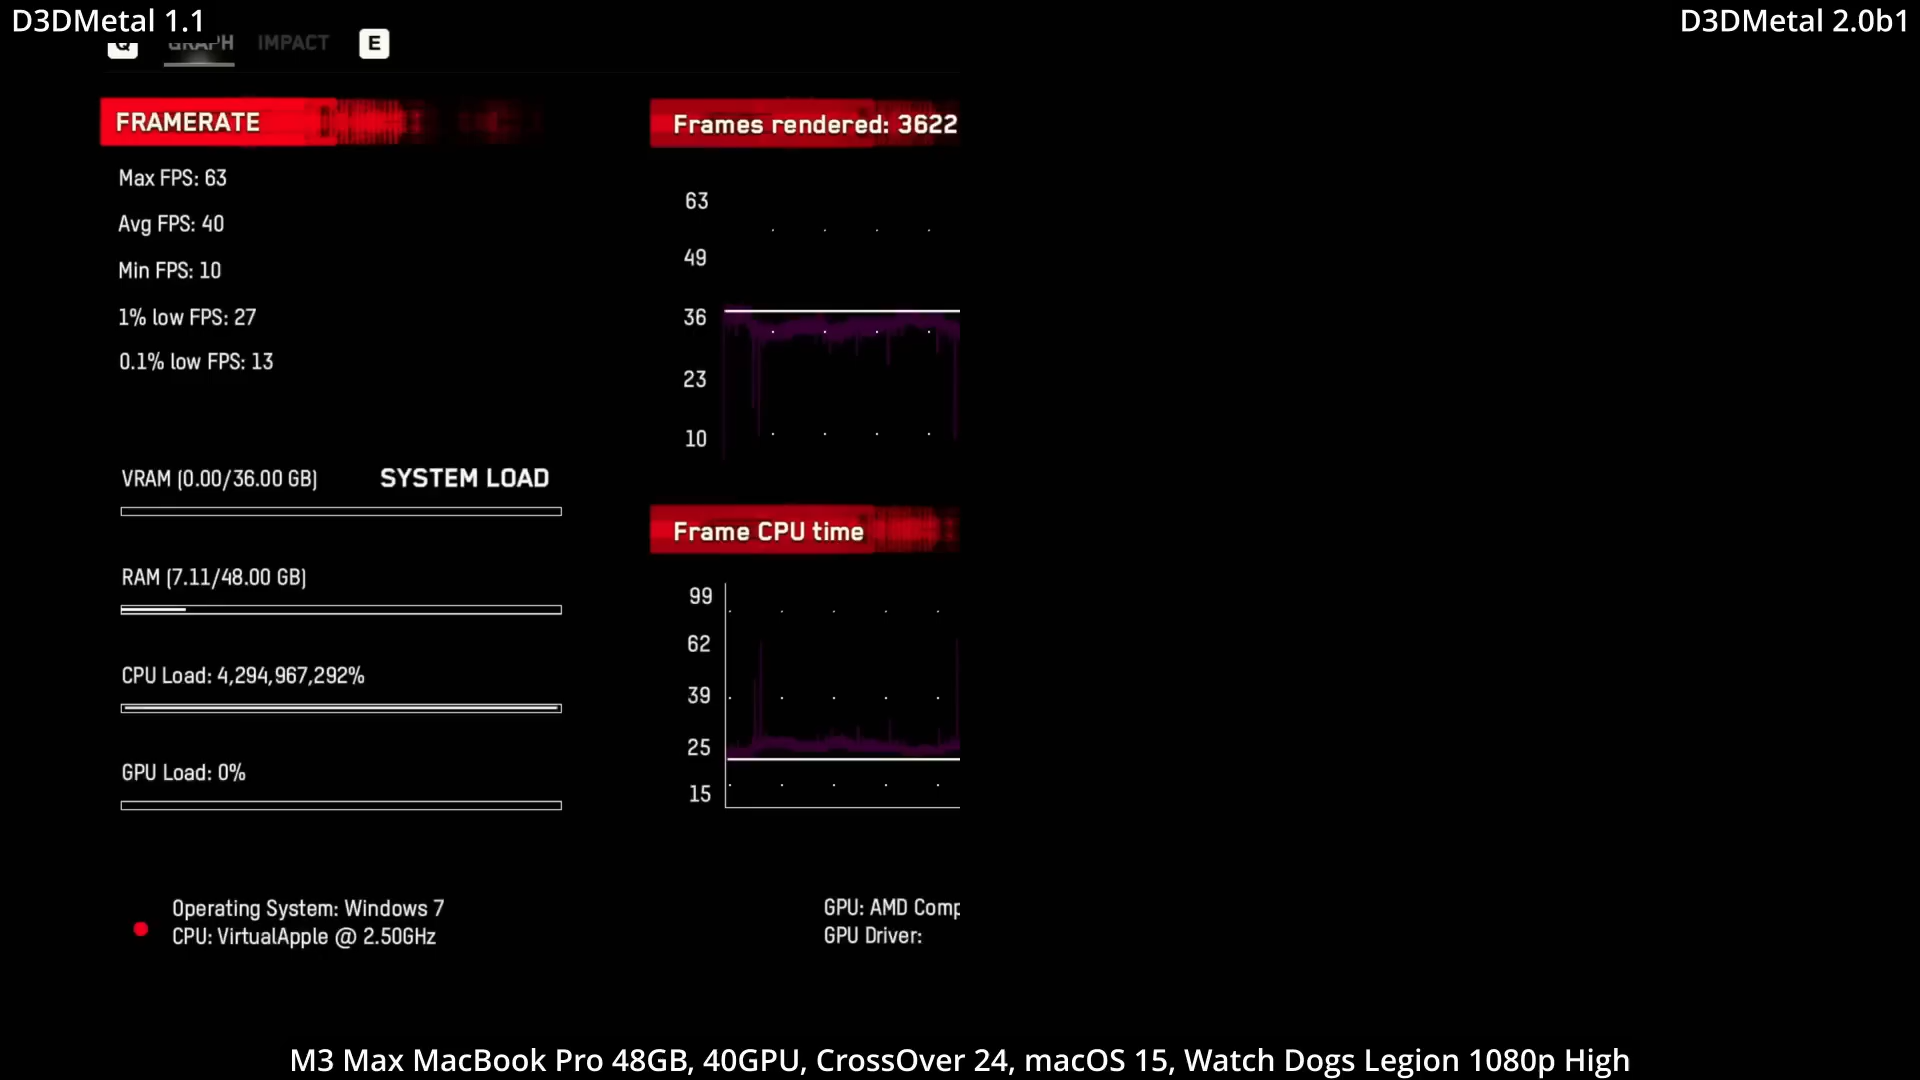 D3DMetal 1.1
D3DMetal 2.0b1
Q GRAPH IMPACT E
FRAMERATE
Max FPS: 63
Avg FPS: 40
Min FPS: 10
1% low FPS: 27
0.1% low FPS: 13
VRAM (0.00/36.00 GB)
SYSTEM LOAD
RAM (7.11/48.00 GB)
CPU Load: 4,294,967,292%
GPU Load: 0%
Frames rendered: 3622
63
49
36
23
10
Frame CPU time
99
62
39
25
15
Operating System: Windows 7
CPU: VirtualApple @ 2.50GHz
GPU: AMD Comp
GPU Driver:
M3 Max MacBook Pro 48GB, 40GPU, CrossOver 24, macOS 15, Watch Dogs Legion 1080p High